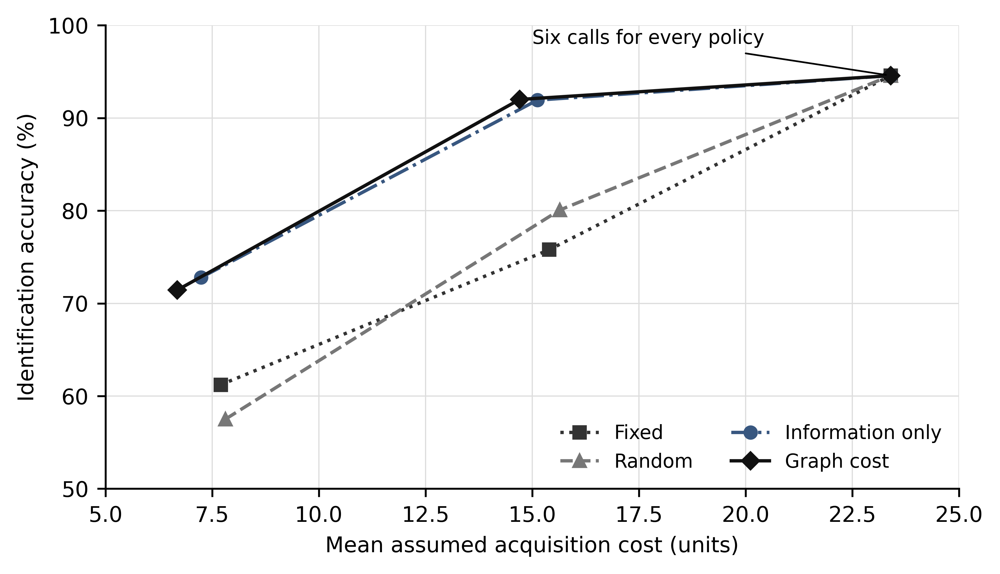 100
90
80
70
60
50
Identification accuracy (%)
Six calls for every policy
Fixed
Random
Information only
Graph cost
5.0 7.5 10.0 12.5 15.0 17.5 20.0 22.5 25.0
Mean assumed acquisition cost (units)